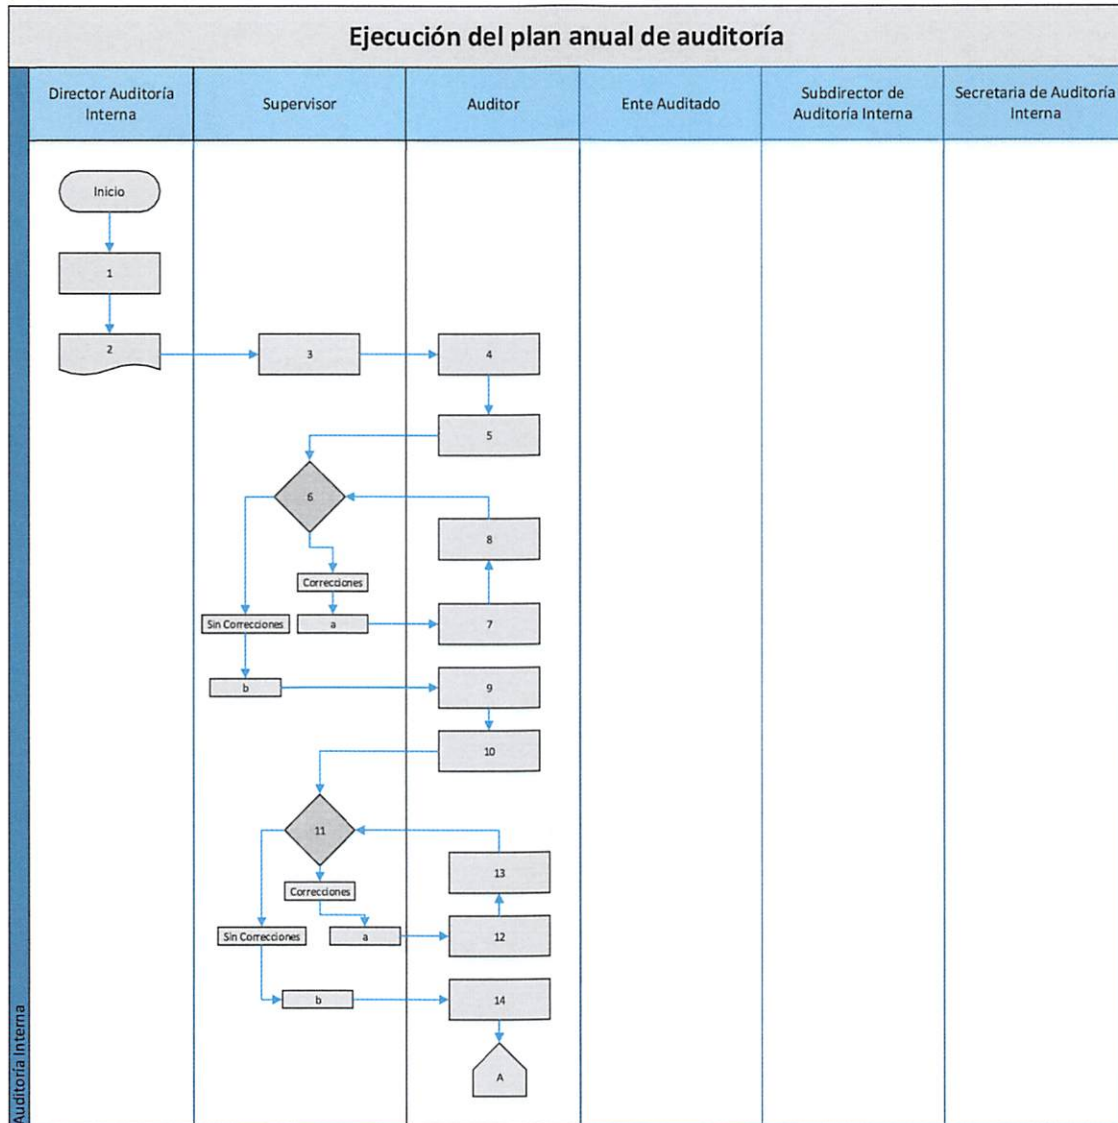 Ejecución del plan anual de auditoría
Director Auditoría
Interna
Supervisor
Auditor
Ente Auditado
Subdirector de
Auditoría Interna
Secretaria de Auditoría
Interna
Inicio
1
2
3
4
5
6
8
Correcciones
Sin Correcciones
a
7
b
9
10
11
13
Correcciones
Sin Correcciones
a
12
b
14
A
Auditoría Interna